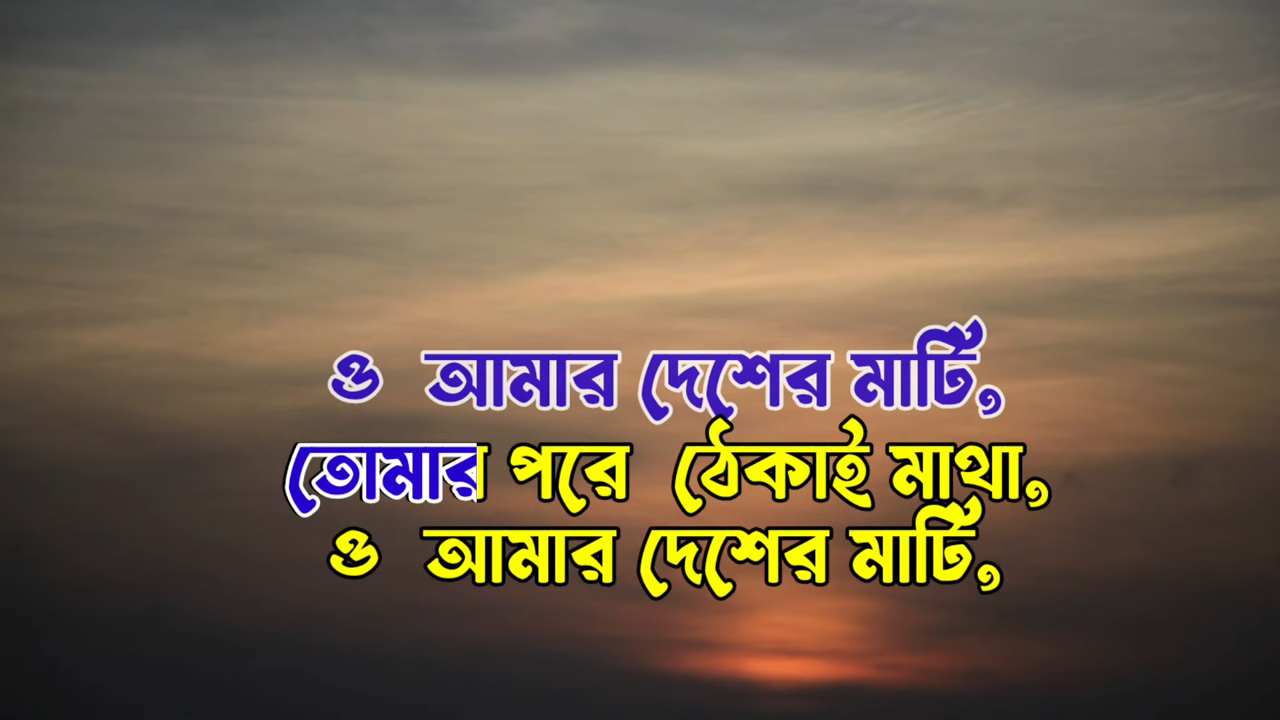 ও আমার দেশের মাটি,
তোমার পরে ঠেকাই মাথা,
ও আমার দেশের মাটি,